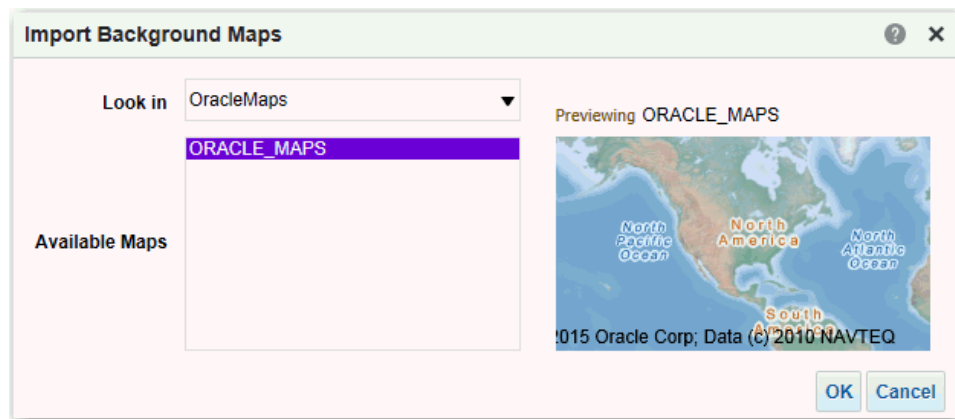 Import Background Maps
Look in
OracleMaps
ORACLE_MAPS
Available Maps
Previewing ORACLE_MAPS
North
Pacific
Ocean
North
America
North
Atlantic
Ocean
South
America
2015 Oracle Corp; Data (c) 2010 NAVTEQ
OK
Cancel